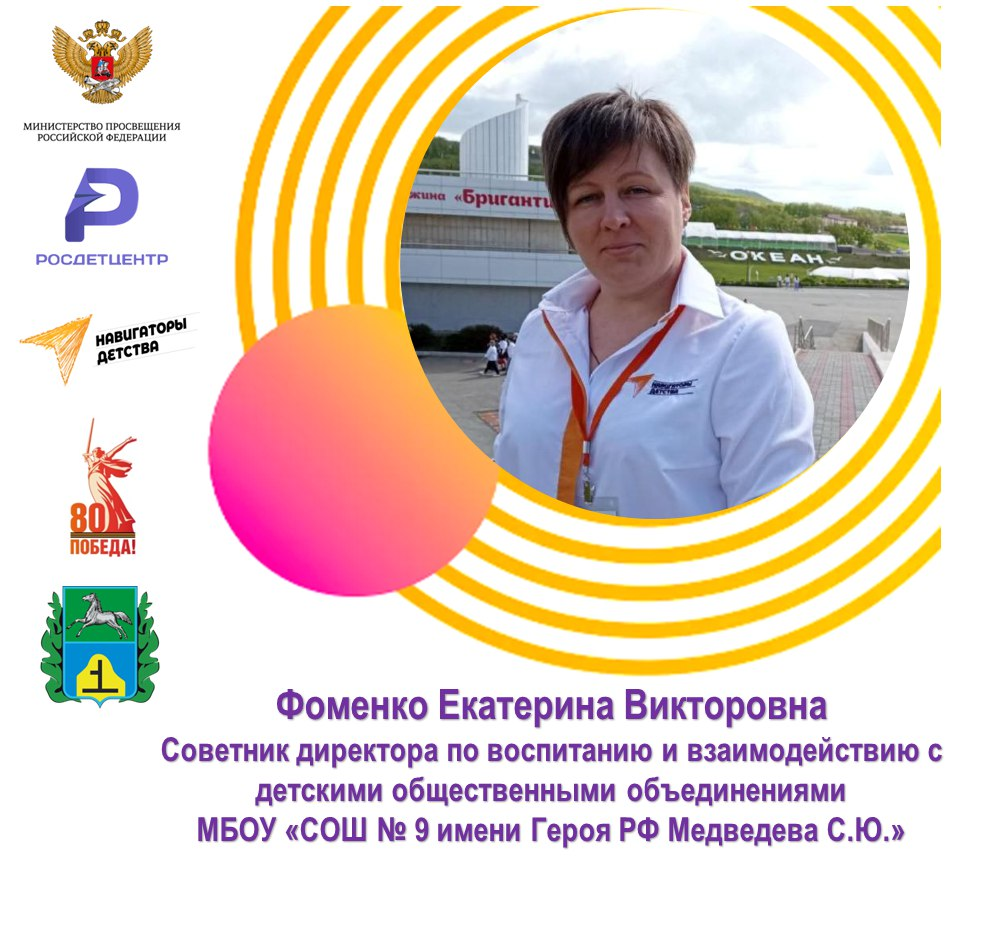 МИНИСТЕРСТВО ПРОСВЕЩЕНИЯ
РОССИЙСКОЙ ФЕДЕРАЦИИ
РОСДЕТЦЕНТР
НАВИГАТОРЫ
ДЕТСТВА
80
ПОБЕДА!
жина «Бриганти
ОКЕАН
НАВИГАТОРЫ
ДЕТСТВА
Фоменко Екатерина Викторовна
Советник директора по воспитанию и взаимодействию с
детскими общественными объединениями
МБОУ «СОШ № 9 имени Героя РФ Медведева С.Ю.»